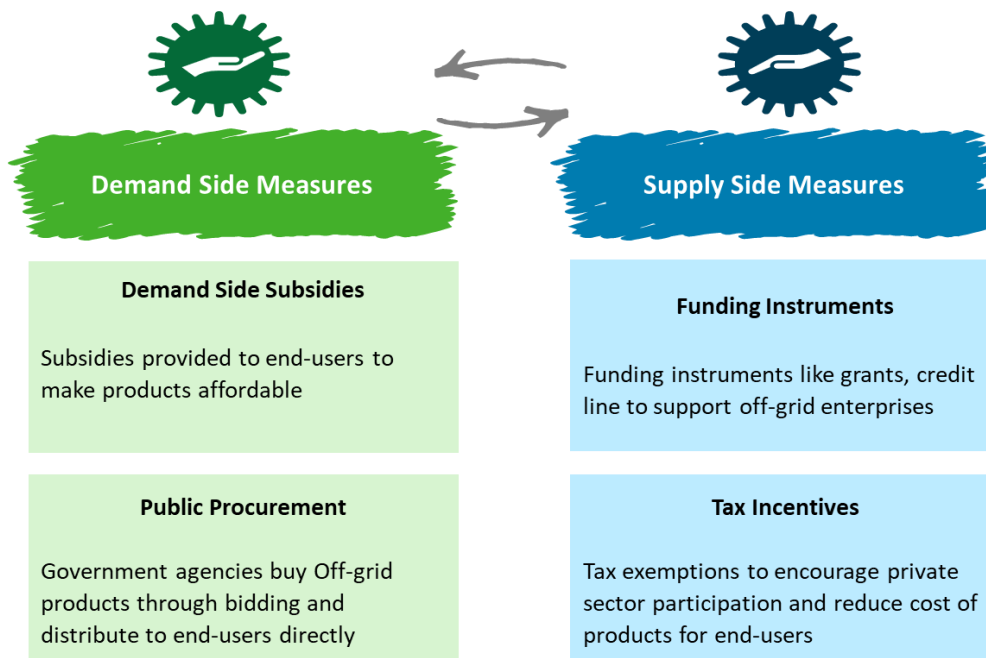 Demand Side Measures
Supply Side Measures
Demand Side Subsidies
Subsidies provided to end-users to
make products affordable
Funding Instruments
Funding instruments like grants, credit
line to support off-grid enterprises
Public Procurement
Government agencies buy Off-grid
products through bidding and
distribute to end-users directly
Tax Incentives
Tax exemptions to encourage private
sector participation and reduce cost of
products for end-users